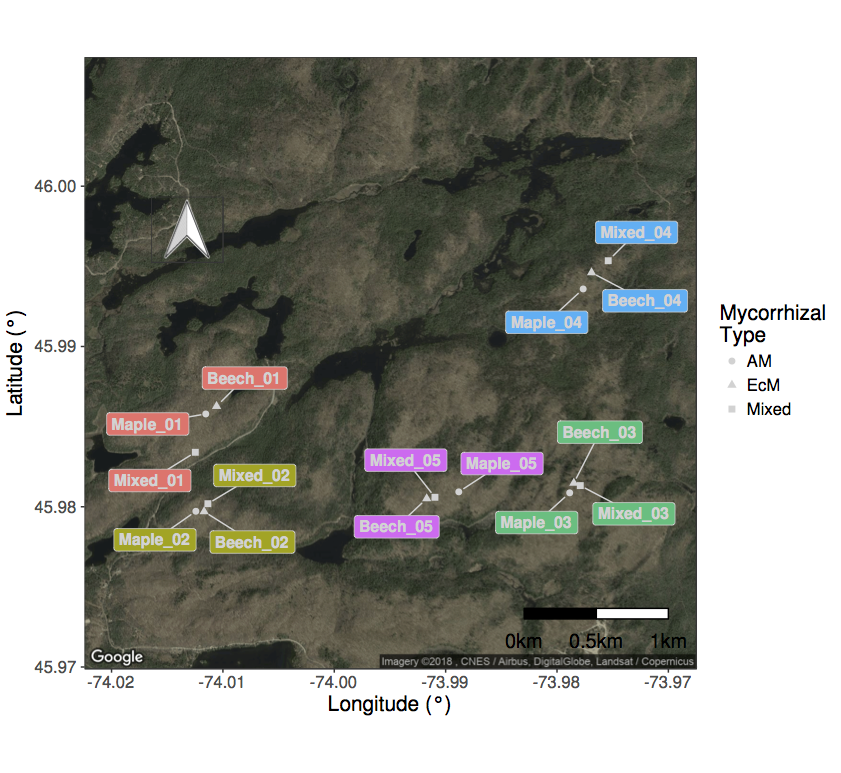 46.00
45.99
45.98
45.97
Latitude (°)
Mixed_04
Beech_04
Maple_04
Beech_01
Maple_01
Mixed_01
Mixed_02
Maple_02
Beech_02
Mixed_05
Maple_05
Beech_05
Beech_03
Maple_03
Mixed_03
0km 0.5km 1km
Google
Imagery ©2018 , CNES / Airbus, DigitalGlobe, Landsat / Copernicus
-74.02 -74.01 -74.00 -73.99 -73.98 -73.97
Longitude (°)
Mycorrhizal
Type
AM
EcM
Mixed